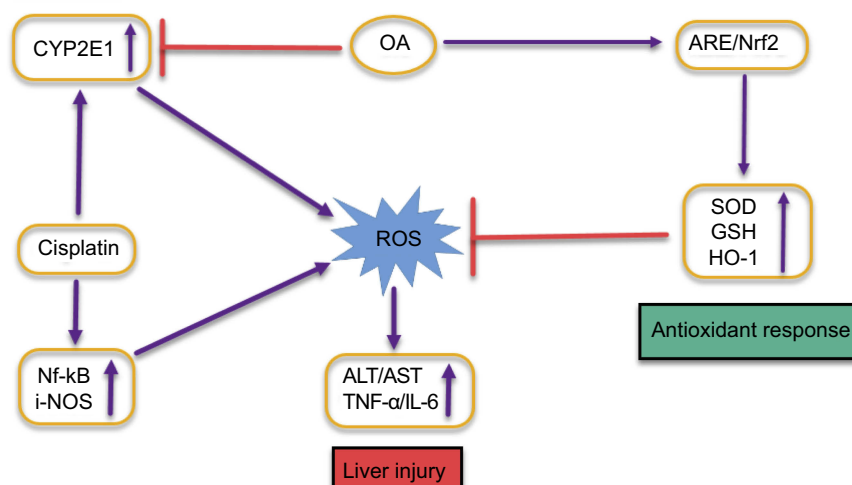 CYP2E1
OA
ARE/Nrf2
SOD
GSH
HO-1
ROS
Cisplatin
Antioxidant response
Nf-kB
i-NOS
ALT/AST
TNF-α/IL-6
Liver injury